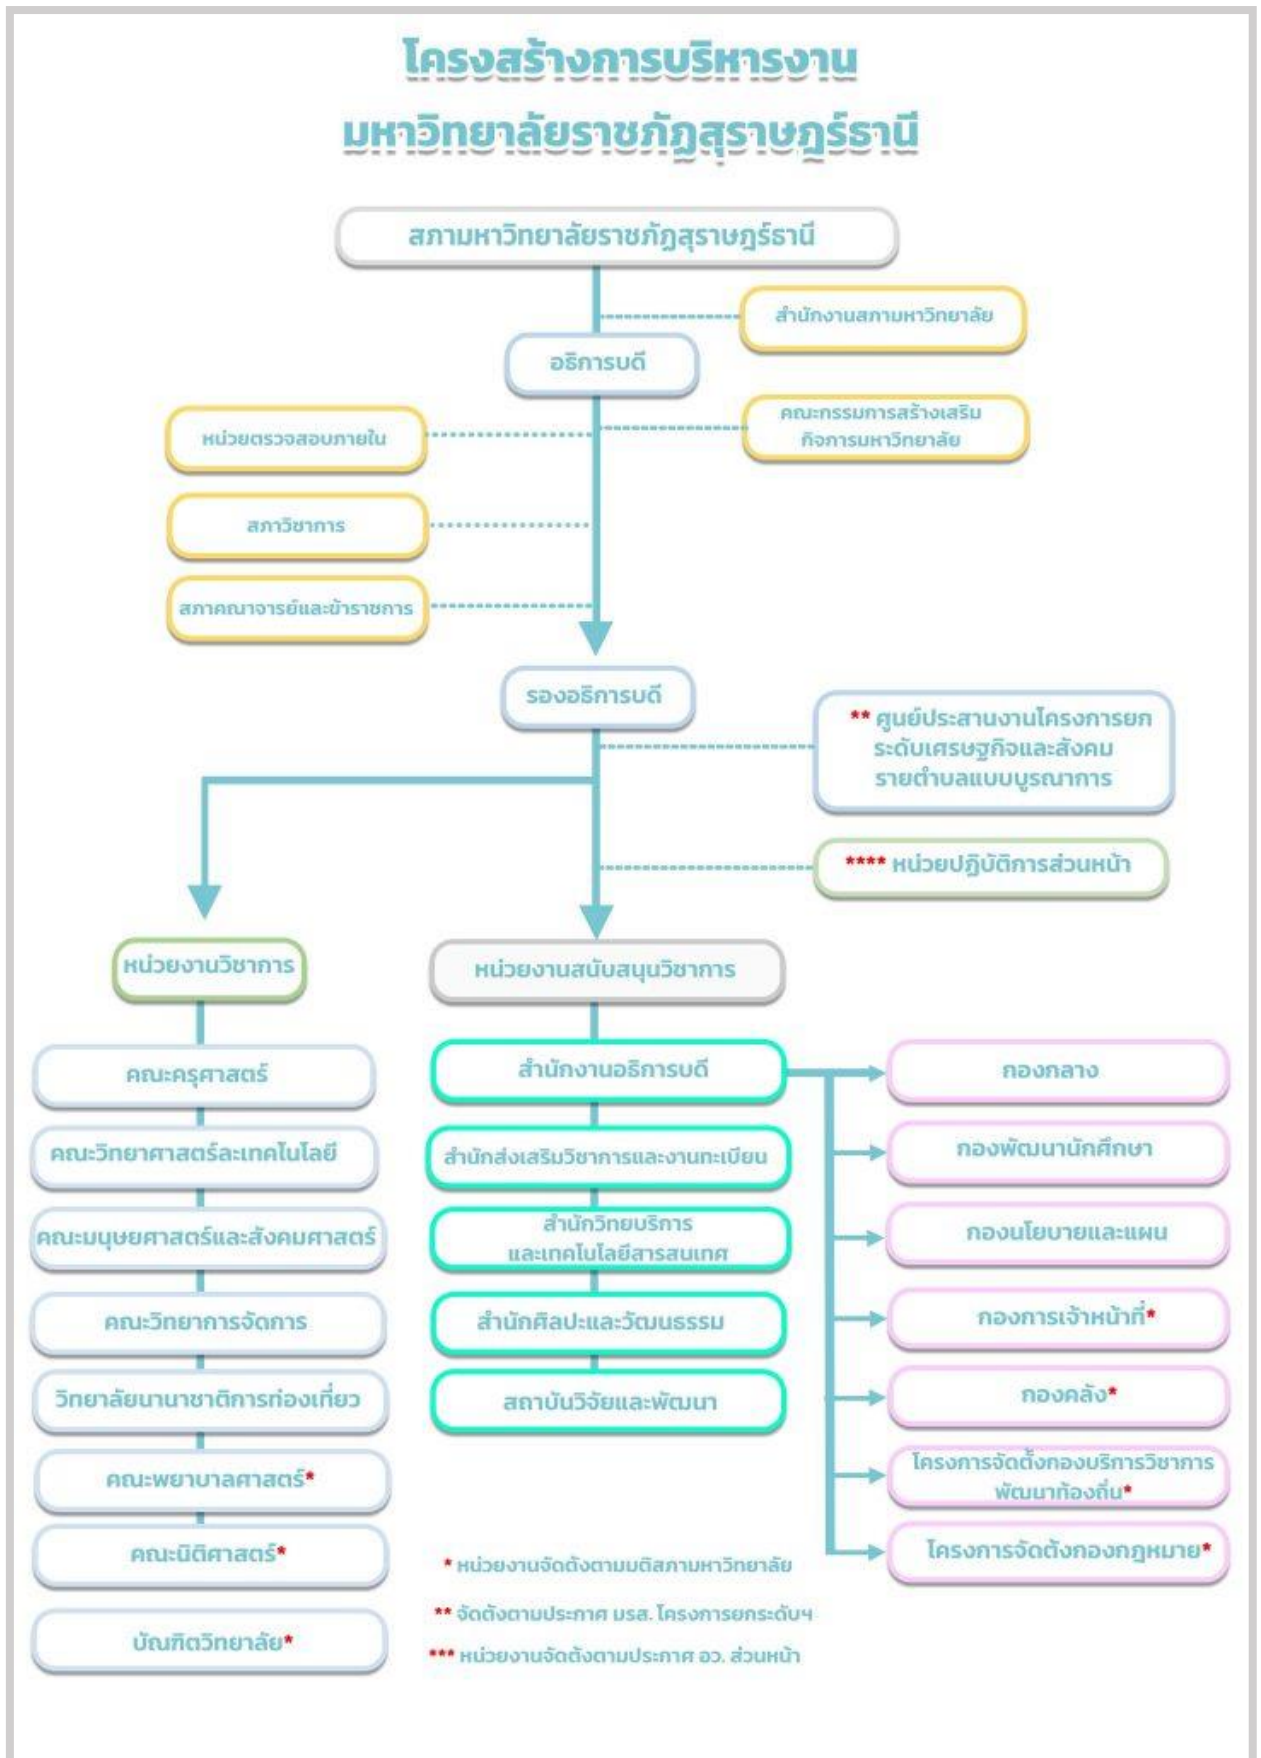 โครงสร้างการบริหารงาน
มหาวิทยาลัยราชภัฏสุราษฎร์ธานี
สภามหาวิทยาลัยราชภัฏสุราษฎร์ธานี
สำนักงานสภามหาวิทยาลัย
อธิการบดี
คณะกรรมการสร้างเสริม
กิจการมหาวิทยาลัย
หน่วยตรวจสอบภายใน
สภาวิชาการ
สภาคณาจารย์และข้าราชการ
รองอธิการบดี
** ศูนย์ประสานงานโครงการยก
ระดับเศรษฐกิจและสังคม
รายตำบลแบบบูรณาการ
**** หน่วยปฏิบัติการส่วนหน้า
หน่วยงานวิชาการ
คณะครุศาสตร์
คณะวิทยาศาสตร์ละเทคโนโลยี
คณะมนุษยศาสตร์และสังคมศาสตร์
คณะวิทยาการจัดการ
วิทยาลัยนานาชาติการท่องเที่ยว
คณะพยาบาลศาสตร์*
คณะนิติศาสตร์*
บัณฑิตวิทยาลัย*
หน่วยงานสนับสนุนวิชาการ
สำนักงานอธิการบดี
สำนักส่งเสริมวิชาการและงานทะเบียน
สำนักวิทยบริการ
และเทคโนโลยีสารสนเทศ
สำนักศิลปะและวัฒนธรรม
สถาบันวิจัยและพัฒนา
กองกลาง
กองพัฒนานักศึกษา
กองนโยบายและแผน
กองการเจ้าหน้าที่*
กองคลัง*
โครงการจัดตั้งกองบริการวิชาการ
พัฒนาท้องถิ่น*
โครงการจัดตั้งกองกฎหมาย*
* หน่วยงานจัดตั้งตามมติสภามหาวิทยาลัย
** จัดตั้งตามประกาศ มรส. โครงการยกระดับฯ
*** หน่วยงานจัดตั้งตามประกาศ อว. ส่วนหน้า